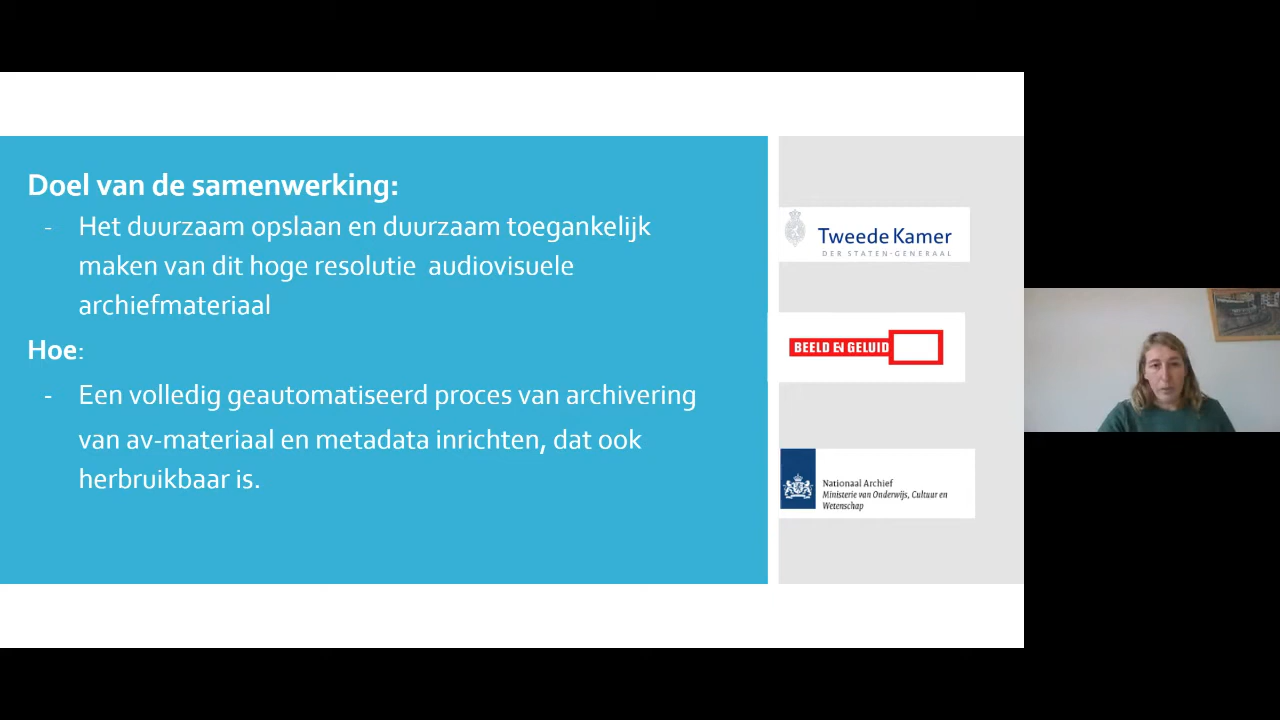 Doel van de samenwerking:
- Het duurzaam opslaan en duurzaam toegankelijk
maken van dit hoge resolutie audiovisuele
archiefmateriaal
Hoe:
- Een volledig geautomatiseerd proces van archivering
van av-materiaal en metadata inrichten, dat ook
herbruikbaar is.
Tweede Kamer
DER STATEN-GENERAAL
BEELD EN GELUID
Nationaal Archief
Ministerie van Onderwijs, Cultuur en
Wetenschap